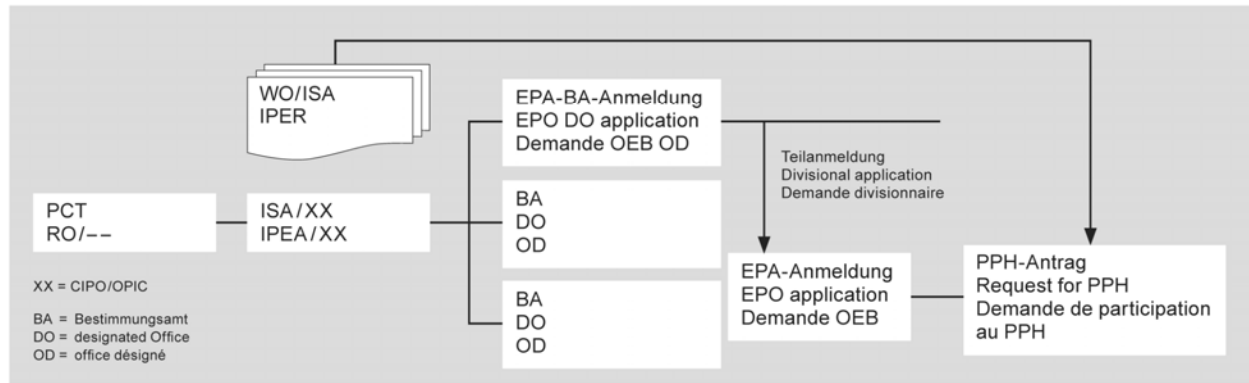 WO/ISA
IPER
EPA-BA-Anmeldung
EPO DO application
Demande OEB OD
Teilanmeldung
Divisional application
Demande divisionnaire
PCT
RO/--
ISA/XX
IPEA/XX
BA
DO
OD
BA
DO
OD
EPA-Anmeldung
EPO application
Demande OEB
PPH-Antrag
Request for PPH
Demande de participation
au PPH
XX = CIPO/OPIC
BA = Bestimmungsamt
DO = designated Office
OD = office désigné